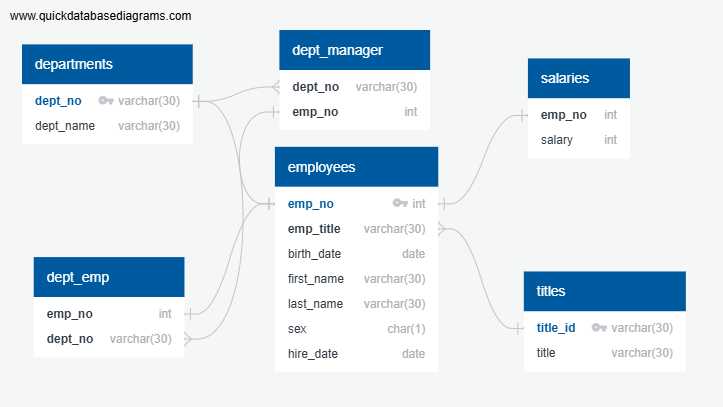 www.quickdatabasediagrams.com
departments
dept_no varchar(30)
dept_name varchar(30)
dept_manager
dept_no varchar(30)
emp_no int
salaries
emp_no int
salary int
employees
emp_no int
emp_title varchar(30)
birth_date date
first_name varchar(30)
last_name varchar(30)
sex char(1)
hire_date date
dept_emp
emp_no int
dept_no varchar(30)
titles
title_id varchar(30)
title varchar(30)